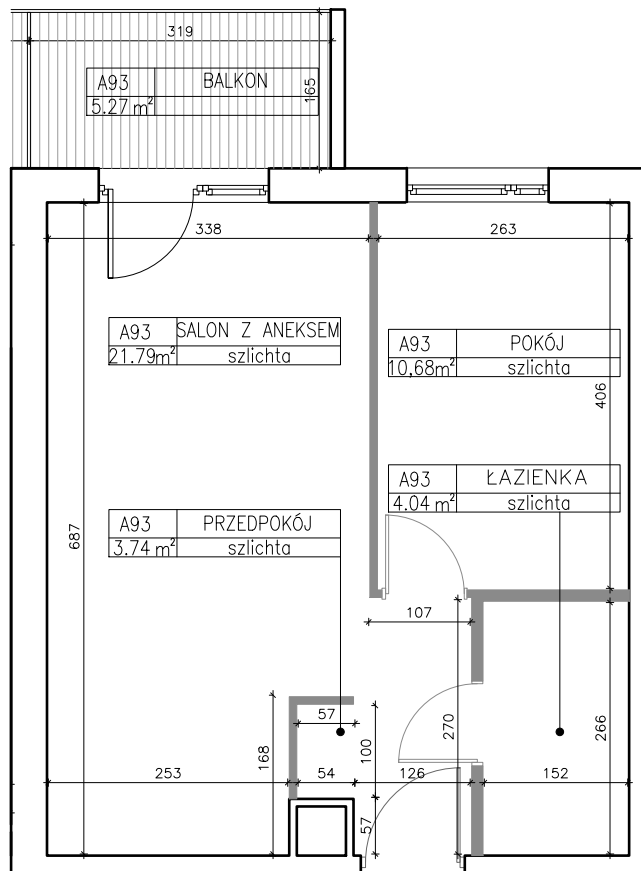 319
A93 BALKON
5.27 m²
165
338
263
A93 SALON Z ANEKSEM
21.79m² szlichta
A93 POKÓJ
10,68m² szlichta
406
A93 ŁAZIENKA
4.04 m² szlichta
A93 PRZEDPOKÓJ
3.74 m² szlichta
687
107
57
168
100
270
266
253
54
126
152
57